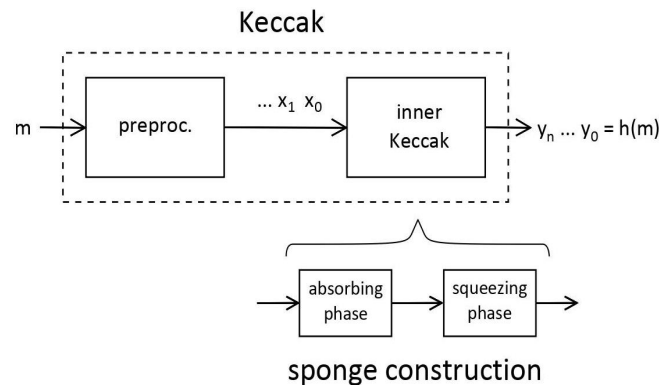 Keccak
m
preproc.
... x₁ x₀
inner
Keccak
yₙ ... y₀ = h(m)
absorbing
phase
squeezing
phase
sponge construction